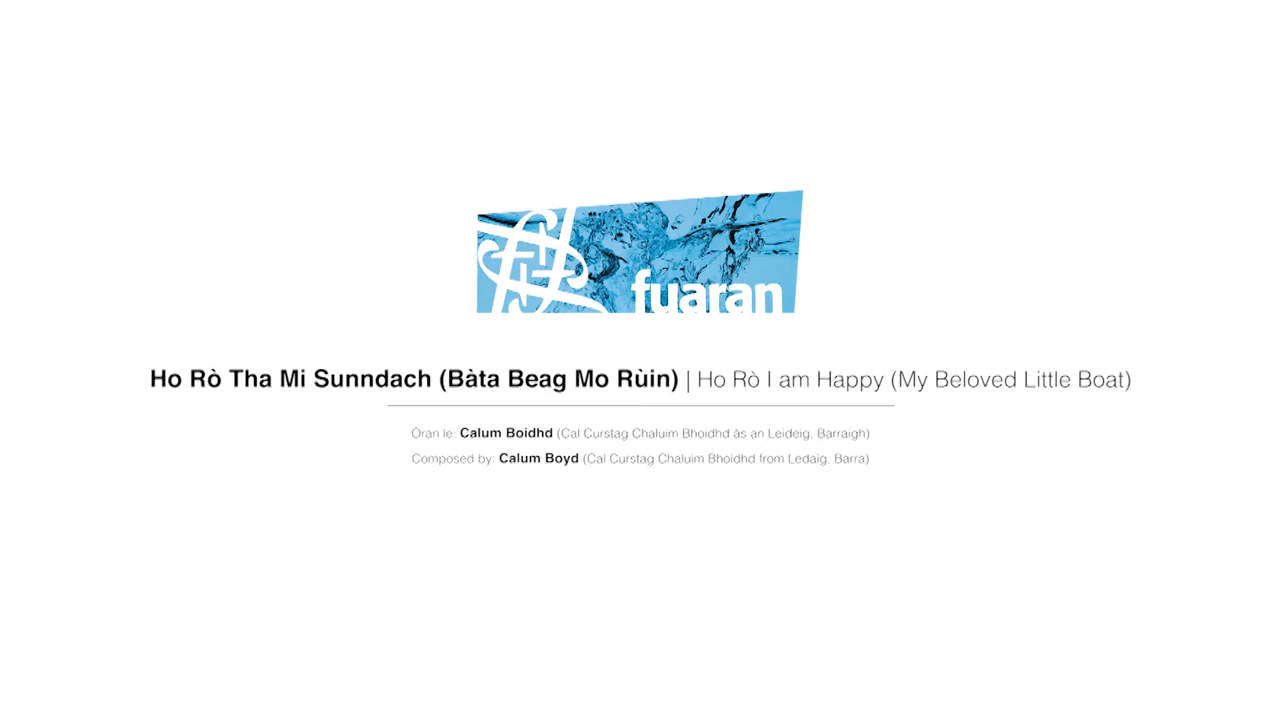 fuaran
Ho Rò Tha Mi Sunndach (Bàta Beag Mo Rùin) | Ho Rò I am Happy (My Beloved Little Boat)
Òran le: Calum Boidhd (Cal Curstag Chaluim Bhoidhd às an Leideig, Barraigh)
Composed by: Calum Boyd (Cal Curstag Chaluim Bhoidhd from Ledaig, Barra)